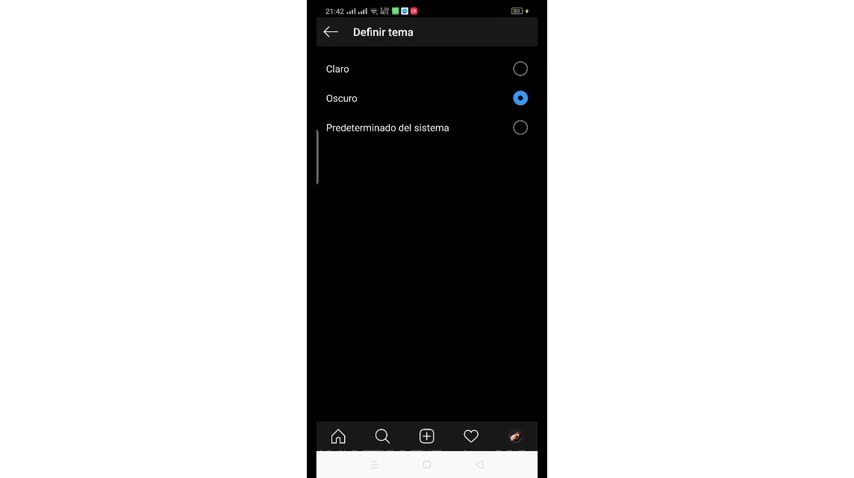 21:42
Definir tema
Claro
Oscuro
Predeterminado del sistema